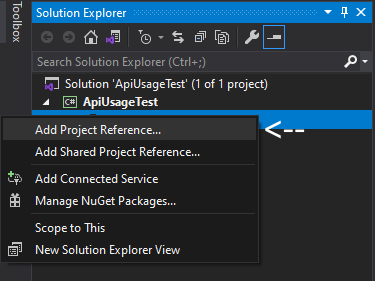 Toolbox
Solution Explorer
Search Solution Explorer (Ctrl+;)
Solution 'ApiUsageTest' (1 of 1 project)
C# ApiUsageTest
Add Project Reference...
<--
Add Shared Project Reference...
Add Connected Service
Manage NuGet Packages...
Scope to This
New Solution Explorer View